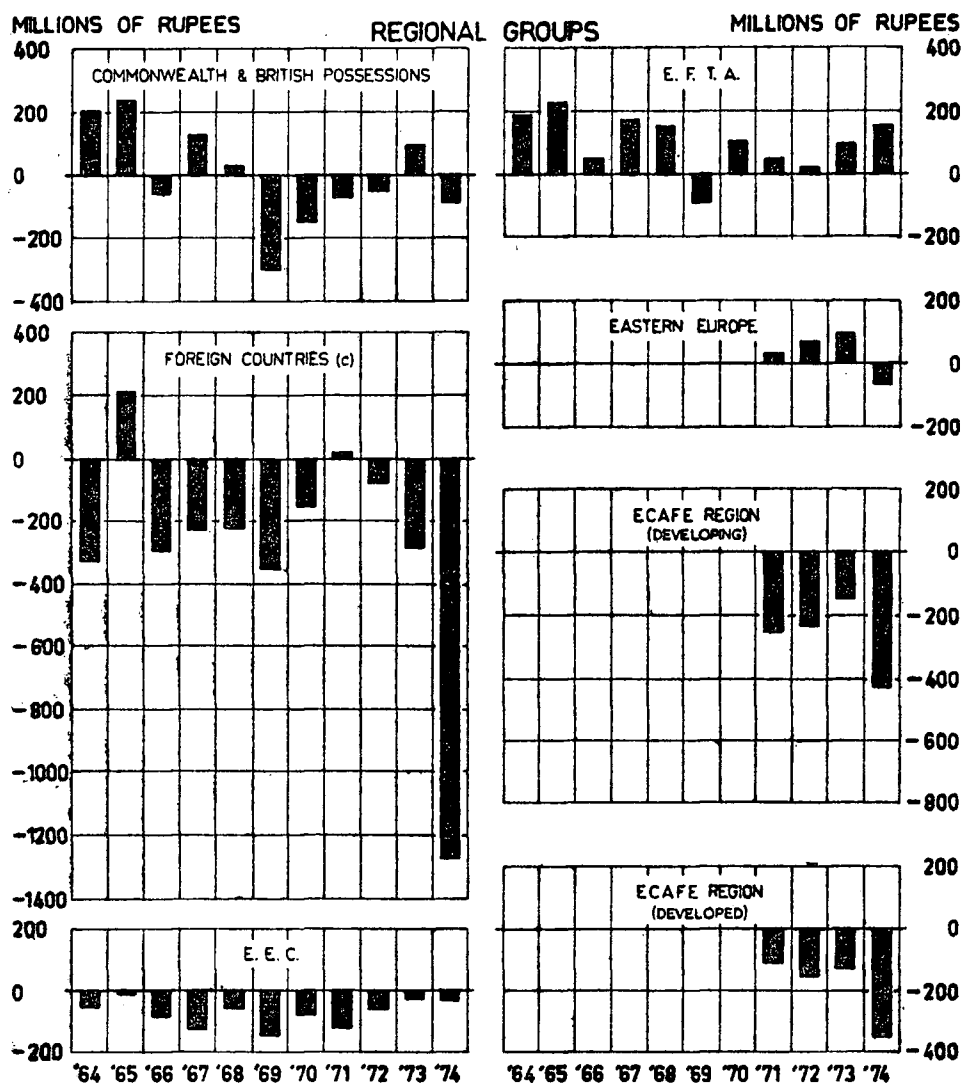 MILLIONS OF RUPEES REGIONAL GROUPS MILLIONS OF RUPEES
COMMONWEALTH & BRITISH POSSESSIONS
400
200
0
-200
-400
FOREIGN COUNTRIES (c)
400
200
0
-200
-400
-600
-800
-1000
-1200
-1400
E. E. C.
200
0
-200
'64 '65 '66 '67 '68 '69 '70 '71 '72 '73 '74
E. F. T. A.
400
200
0
-200
EASTERN EUROPE
200
0
-200
ECAFE REGION
(DEVELOPING)
200
0
-200
-400
-600
-800
ECAFE REGION
(DEVELOPED)
200
0
-200
-400
'64 '65 '66 '67 '68 '69 '70 '71 '72 '73 '74